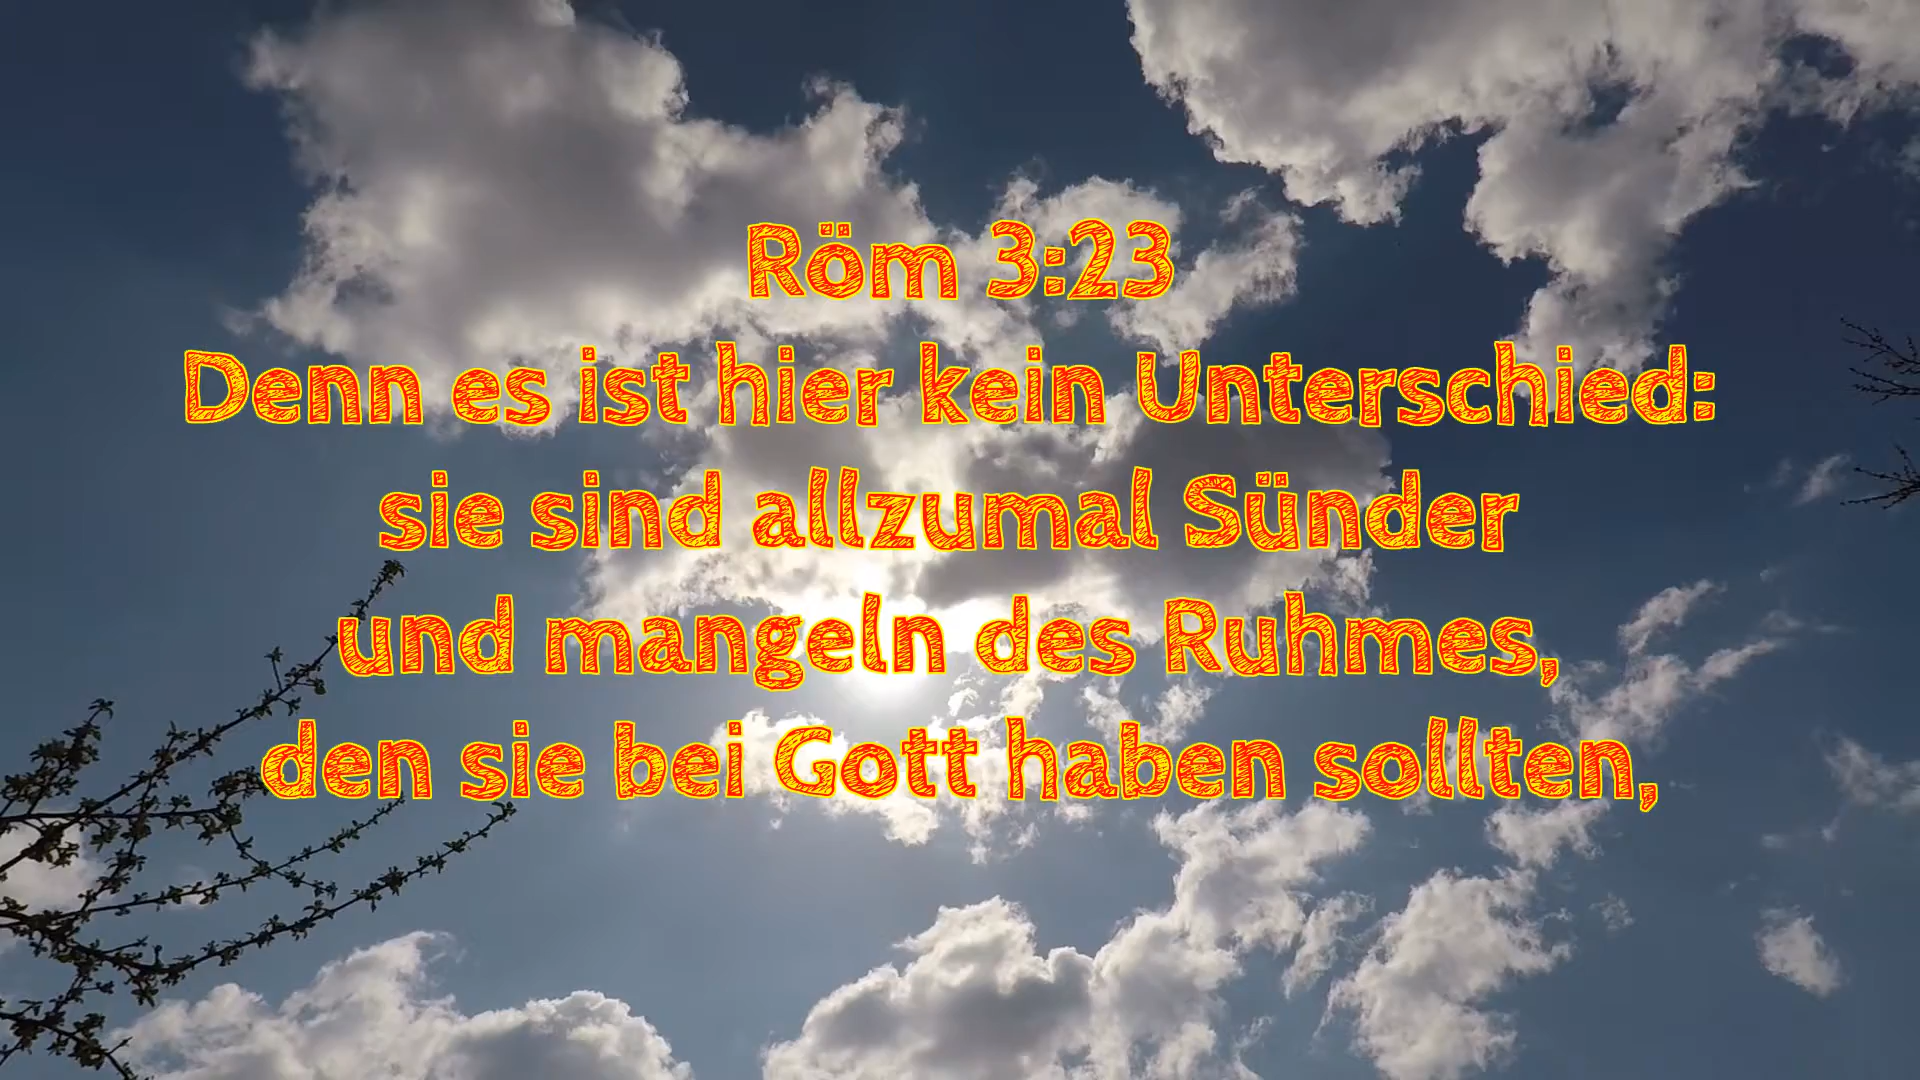 Röm 3:23
Denn es ist hier kein Unterschied:
sie sind allzumal Sünder
und mangeln des Ruhmes,
den sie bei Gott haben sollten,